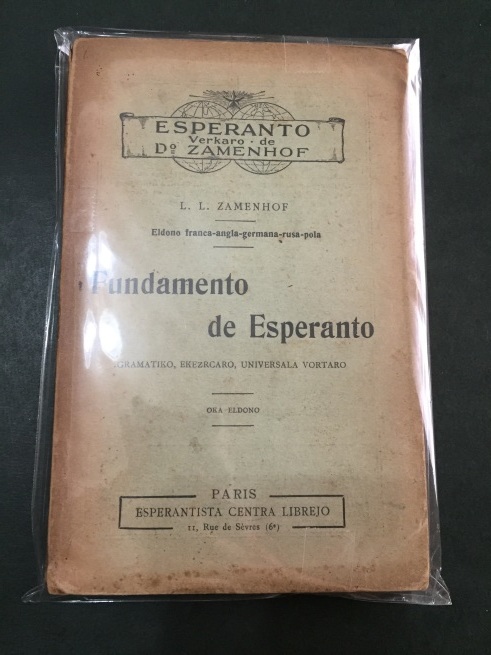 ESPERANTO
Verkaro · de
Dº ZAMENHOF
L. L. ZAMENHOF
Eldono franca-angla-germana-rusa-pola
Fundamento
de Esperanto
GRAMATIKO, EKEZRCARO, UNIVERSALA VORTARO
OKA ELDONO
PARIS
ESPERANTISTA CENTRA LIBREJO
11, Rue de Sèvres (6ᵉ)